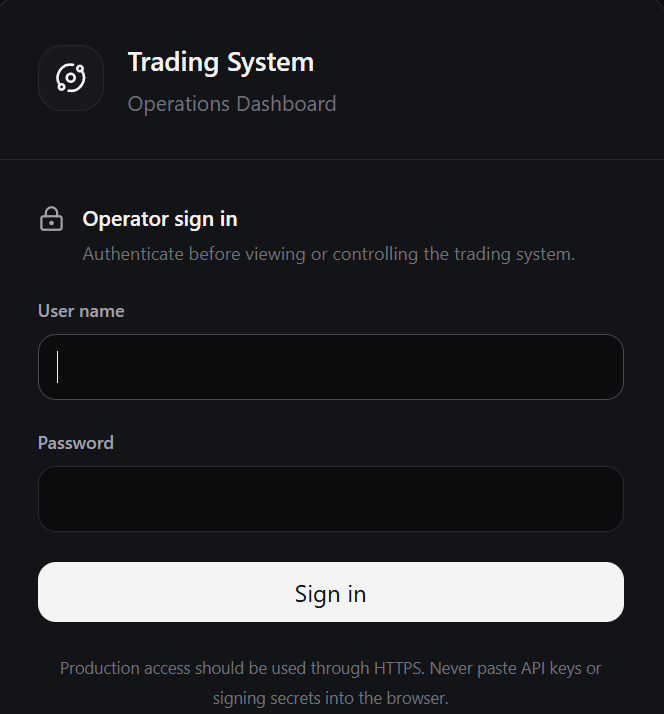 Trading System
Operations Dashboard
Operator sign in
Authenticate before viewing or controlling the trading system.
User name
Password
Sign in
Production access should be used through HTTPS. Never paste API keys or
signing secrets into the browser.